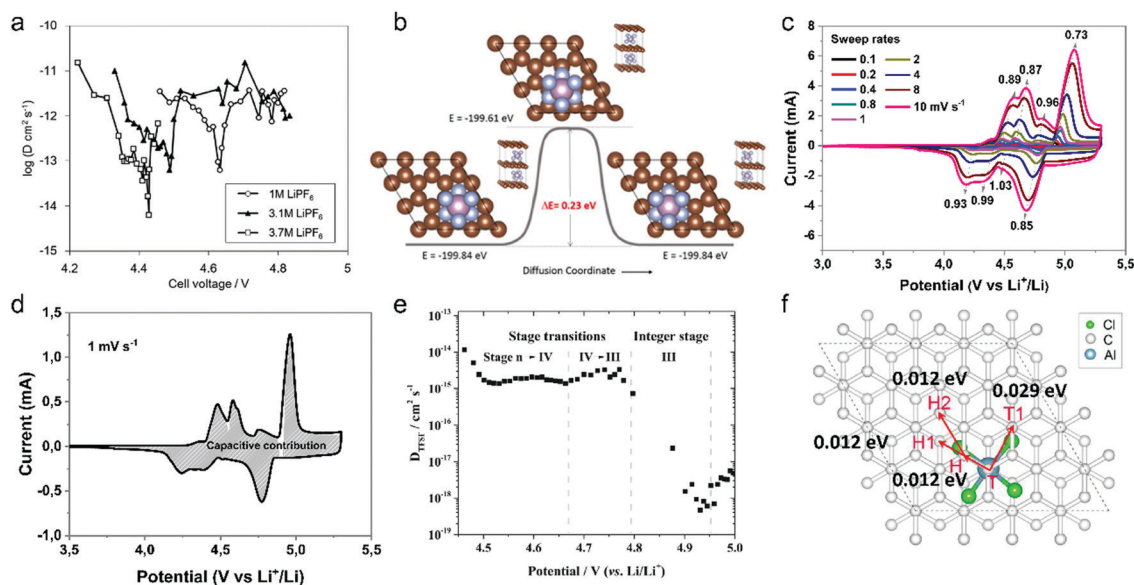 a
log (D cm² s⁻¹)
-10
-11
-12
-13
-14
-15
4.2
4.3
4.4
4.5
4.6
4.7
4.8
4.9
5
Cell voltage / V
1M LiPF₆
3.1M LiPF₆
3.7M LiPF₆
b
E = -199.61 eV
ΔE= 0.23 eV
E = -199.84 eV
E = -199.84 eV
Diffusion Coordinate
c
Sweep rates
0.1
2
0.2
4
0.4
8
0.8
10 mV s⁻¹
1
0.73
0.89
0.87
0.96
0.93
0.99
1.03
0.85
Current (mA)
8
6
4
2
0
-2
-4
-6
3,0
3,5
4,0
4,5
5,0
Potential (V vs Li⁺/Li)
d
1 mV s⁻¹
Capacitive contribution
Current (mA)
1,5
1,0
0,5
0,0
-0,5
-1,0
3,5
4,0
4,5
5,0
Potential (V vs Li⁺/Li)
e
Stage transitions
Integer stage
Stage n
IV
IV
III
III
D_TFSI⁻ / cm² s⁻¹
10⁻¹³
10⁻¹⁴
10⁻¹⁵
10⁻¹⁶
10⁻¹⁷
10⁻¹⁸
10⁻¹⁹
4.5
4.6
4.7
4.8
4.9
5.0
Potential / V (vs. Li/Li⁺)
f
Cl
C
Al
0.012 eV
0.029 eV
H2
T1
0.012 eV
H1
H
T
0.012 eV